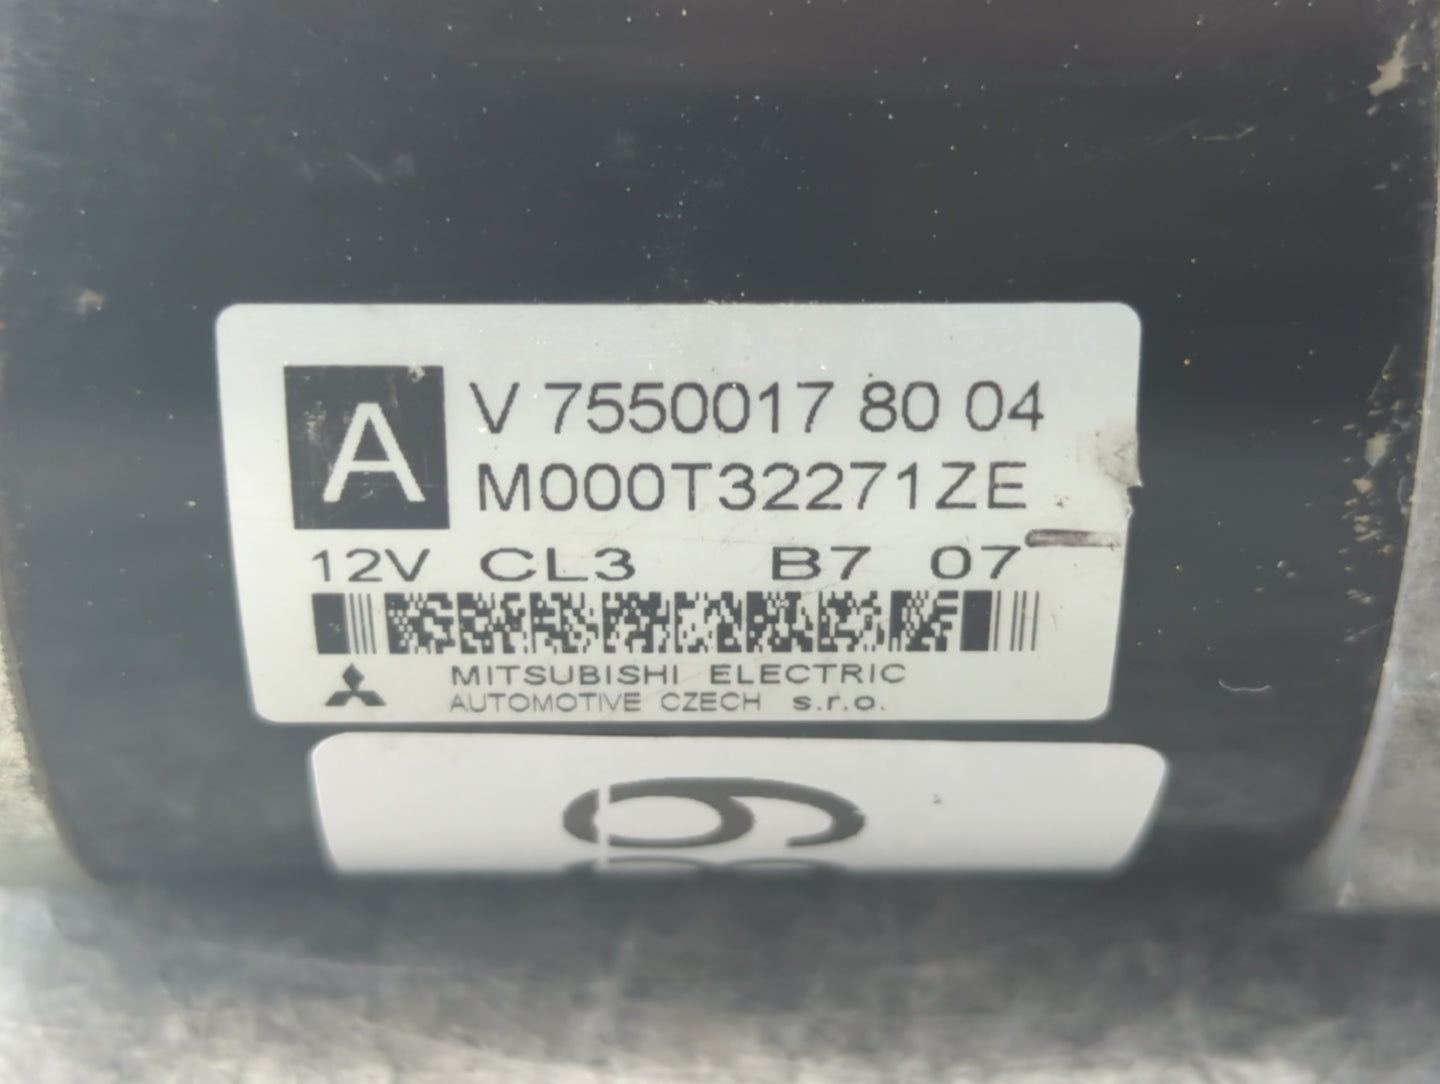 A
V 7550017 80 04
M000T32271ZE
12V CL3 B7 07
MITSUBISHI ELECTRIC
AUTOMOTIVE CZECH s.r.o.